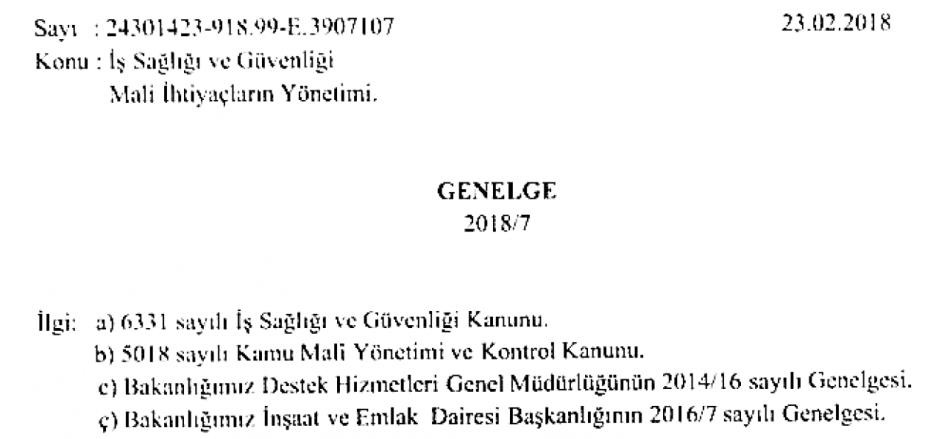 Sayı : 24301423-918.99-E.3907107 23.02.2018
Konu : İş Sağlığı ve Güvenliği
Mali İhtiyaçların Yönetimi.
GENELGE
2018/7
İlgi: a) 6331 sayılı İş Sağlığı ve Güvenliği Kanunu.
b) 5018 sayılı Kamu Mali Yönetimi ve Kontrol Kanunu.
c) Bakanlığımız Destek Hizmetleri Genel Müdürlüğünün 2014/16 sayılı Genelgesi.
ç) Bakanlığımız İnşaat ve Emlak Dairesi Başkanlığının 2016/7 sayılı Genelgesi.